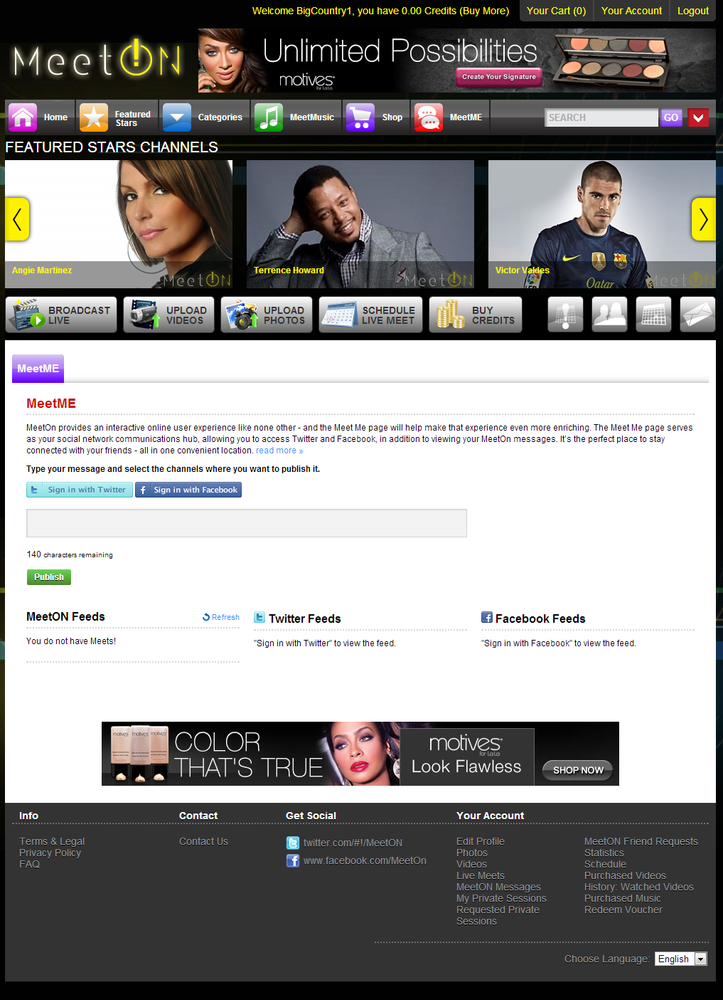 Welcome BigCountry1, you have 0.00 Credits (Buy More)
Your Cart (0)
Your Account
Logout
MeetON
Unlimited Possibilities
motives®
for La La
Create Your Signature
Home
Featured
Stars
Categories
MeetMusic
Shop
MeetME
SEARCH
GO
FEATURED STARS CHANNELS
Angie Martinez
MeetON
Terrence Howard
MeetON
Victor Valdes
Qatar
MeetON
BROADCAST
LIVE
UPLOAD
VIDEOS
UPLOAD
PHOTOS
SCHEDULE
LIVE MEET
BUY
CREDITS
MeetME
MeetME
MeetOn provides an interactive online user experience like none other - and the Meet Me page will help make that experience even more enriching. The Meet Me page serves
as your social network communications hub, allowing you to access Twitter and Facebook, in addition to viewing your MeetOn messages. It's the perfect place to stay
connected with your friends - all in one convenient location. read more »
Type your message and select the channels where you want to publish it.
Sign in with Twitter
Sign in with Facebook
140 characters remaining
Publish
MeetON Feeds
Refresh
You do not have Meets!
Twitter Feeds
"Sign in with Twitter" to view the feed.
Facebook Feeds
"Sign in with Facebook" to view the feed.
motives® motives® motives®
COLOR
THAT'S TRUE
motives®
for La La
Look Flawless
SHOP NOW
Info
Terms & Legal
Privacy Policy
FAQ
Contact
Contact Us
Get Social
twitter.com/#!/MeetON
www.facebook.com/MeetOn
Your Account
Edit Profile
Photos
Videos
Live Meets
MeetON Messages
My Private Sessions
Requested Private
Sessions
MeetON Friend Requests
Statistics
Schedule
Purchased Videos
History: Watched Videos
Purchased Music
Redeem Voucher
Choose Language:
English